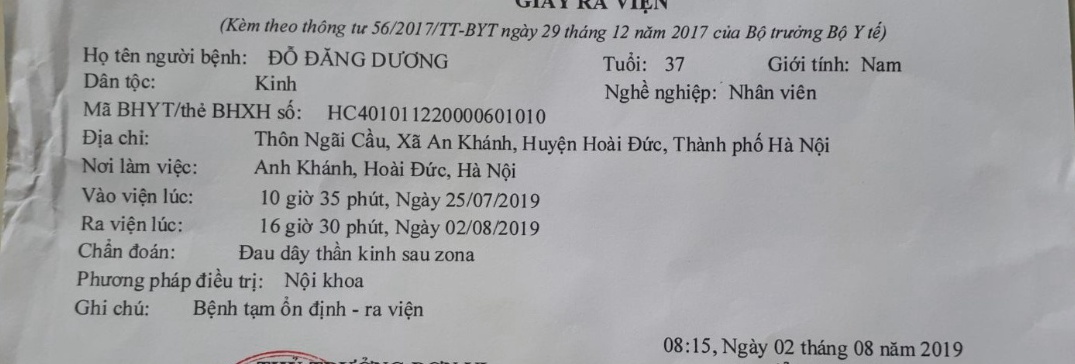 GIẤY RA VIỆN
(Kèm theo thông tư 56/2017/TT-BYT ngày 29 tháng 12 năm 2017 của Bộ trưởng Bộ Y tế)
Họ tên người bệnh: ĐỖ ĐĂNG DƯƠNG Tuổi: 37 Giới tính: Nam
Dân tộc: Kinh Nghề nghiệp: Nhân viên
Mã BHYT/thẻ BHXH số: HC401011220000601010
Địa chỉ: Thôn Ngãi Cầu, Xã An Khánh, Huyện Hoài Đức, Thành phố Hà Nội
Nơi làm việc: Anh Khánh, Hoài Đức, Hà Nội
Vào viện lúc: 10 giờ 35 phút, Ngày 25/07/2019
Ra viện lúc: 16 giờ 30 phút, Ngày 02/08/2019
Chẩn đoán: Đau dây thần kinh sau zona
Phương pháp điều trị: Nội khoa
Ghi chú: Bệnh tạm ổn định - ra viện
08:15, Ngày 02 tháng 08 năm 2019